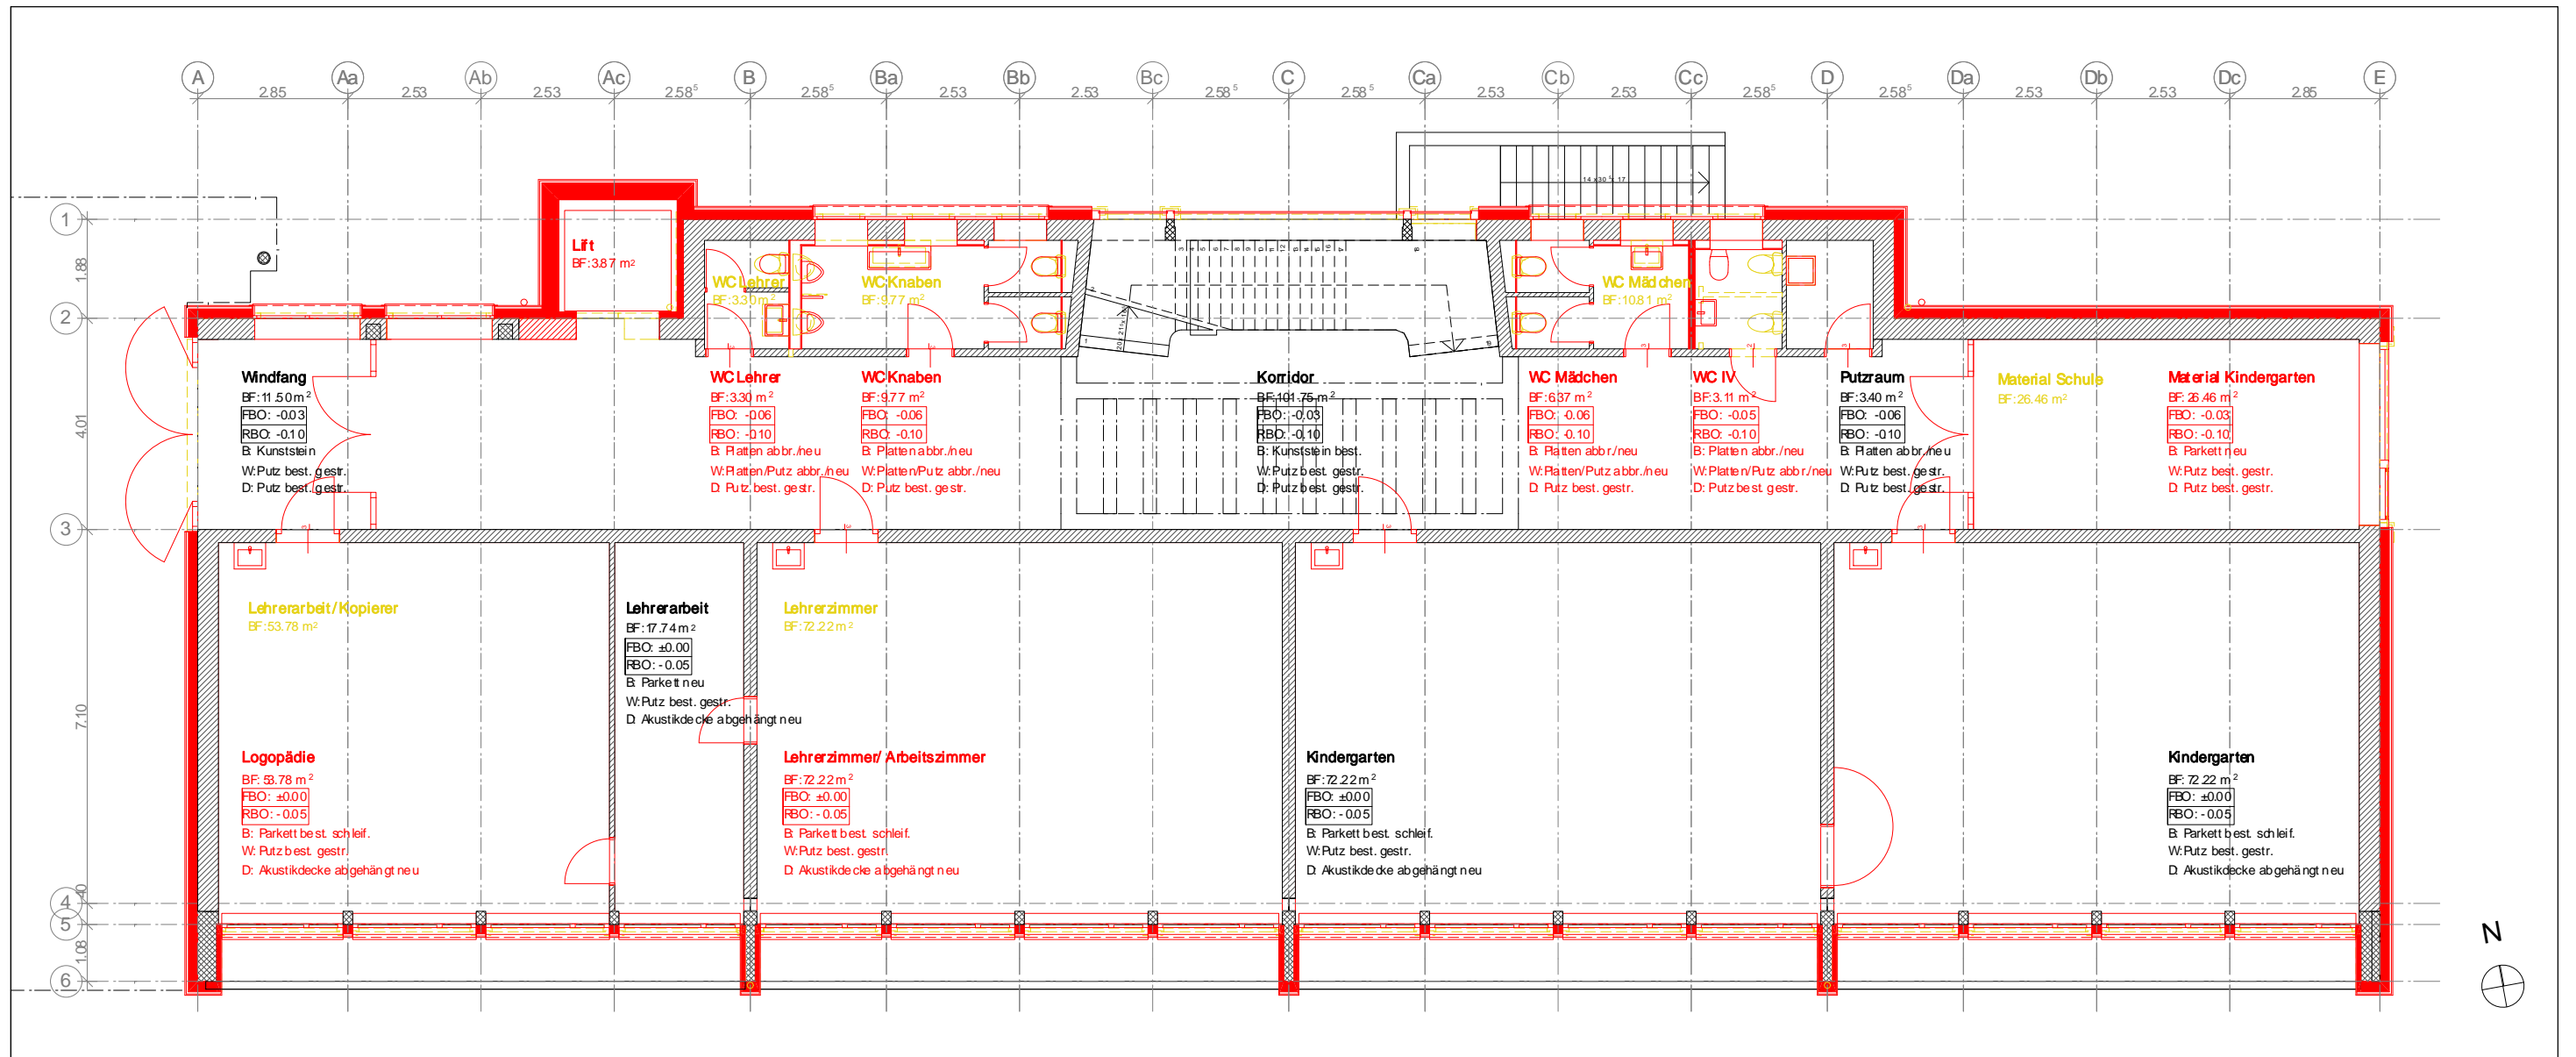 A Aa Ab Ac B Ba Bb Bc C Ca Cb Cc D Da Db Dc E
2.85 2.53 2.53 2.58⁵ 2.58⁵ 2.53 2.53 2.58⁵ 2.58⁵ 2.53 2.53 2.58⁵ 2.58⁵ 2.53 2.53 2.85
14 x 30⁵ x 17
1
1.88
2
4.01
3
7.10
4
.40
5
1.08
6
Lift
BF: 3.87 m²
WC Lehrer
BF: 3.30 m²
WC Knaben
BF: 9.77 m²
WC Mädchen
BF: 10.81 m²
Windfang
BF: 11.50 m²
FBO: -0.03
RBO: -0.10
B: Kunststein
W: Putz best. gestr.
D: Putz best. gestr.
WC Lehrer
BF: 3.30 m²
FBO: -0.06
RBO: -0.10
B: Platten abbr./neu
W: Platten/Putz abbr./neu
D: Putz best. gestr.
WC Knaben
BF: 9.77 m²
FBO: -0.06
RBO: -0.10
B: Platten abbr./neu
W: Platten/Putz abbr./neu
D: Putz best. gestr.
Korridor
BF: 101.75 m²
FBO: -0.03
RBO: -0.10
B: Kunststein best.
W: Putz best. gestr.
D: Putz best. gestr.
WC Mädchen
BF: 6.37 m²
FBO: -0.06
RBO: -0.10
B: Platten abbr./neu
W: Platten/Putz abbr./neu
D: Putz best. gestr.
WC IV
BF: 3.11 m²
FBO: -0.05
RBO: -0.10
B: Platten abbr./neu
W: Platten/Putz abbr./neu
D: Putz best. gestr.
Putzraum
BF: 3.40 m²
FBO: -0.06
RBO: -0.10
B: Platten abbr./neu
W: Putz best. gestr.
D: Putz best. gestr.
Material Schule
BF: 26.46 m²
Material Kindergarten
BF: 26.46 m²
FBO: -0.03
RBO: -0.10
B: Parkett neu
W: Putz best. gestr.
D: Putz best. gestr.
Lehrerarbeit/Kopierer
BF: 53.78 m²
Lehrerarbeit
BF: 17.74 m²
FBO: ±0.00
RBO: -0.05
B: Parkett neu
W: Putz best. gestr.
D: Akustikdecke abgehängt neu
Lehrerzimmer
BF: 72.22 m²
Logopädie
BF: 53.78 m²
FBO: ±0.00
RBO: -0.05
B: Parkett best. schleif.
W: Putz best. gestr.
D: Akustikdecke abgehängt neu
Lehrerzimmer/ Arbeitszimmer
BF: 72.22 m²
FBO: ±0.00
RBO: -0.05
B: Parkett best. schleif.
W: Putz best. gestr.
D: Akustikdecke abgehängt neu
Kindergarten
BF: 72.22 m²
FBO: ±0.00
RBO: -0.05
B: Parkett best. schleif.
W: Putz best. gestr.
D: Akustikdecke abgehängt neu
Kindergarten
BF: 72.22 m²
FBO: ±0.00
RBO: -0.05
B: Parkett best. schleif.
W: Putz best. gestr.
D: Akustikdecke abgehängt neu
N